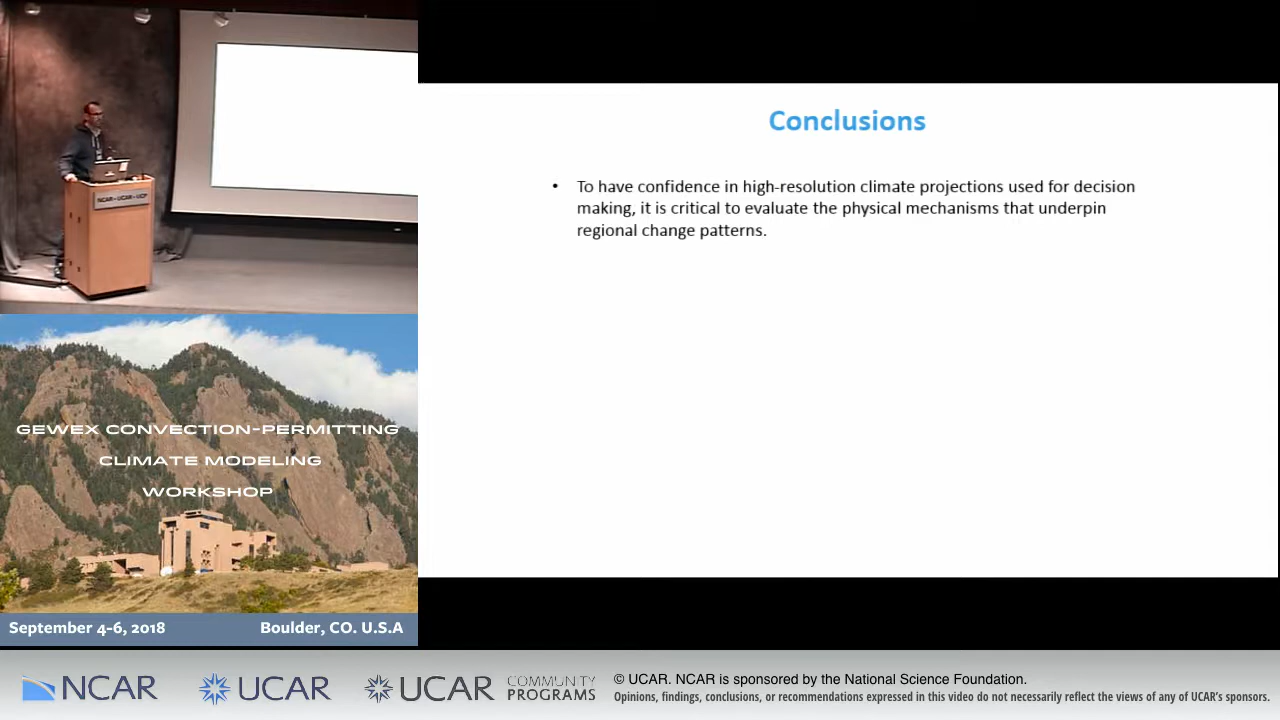 NCAR-UCAR-UCP
Conclusions
• To have confidence in high-resolution climate projections used for decision
making, it is critical to evaluate the physical mechanisms that underpin
regional change patterns.
GEWEX CONVECTION-PERMITTING
CLIMATE MODELING
WORKSHOP
September 4-6, 2018
Boulder, CO. U.S.A
NCAR
UCAR
UCAR
COMMUNITY
PROGRAMS
© UCAR. NCAR is sponsored by the National Science Foundation.
Opinions, findings, conclusions, or recommendations expressed in this video do not necessarily reflect the views of any of UCAR's sponsors.